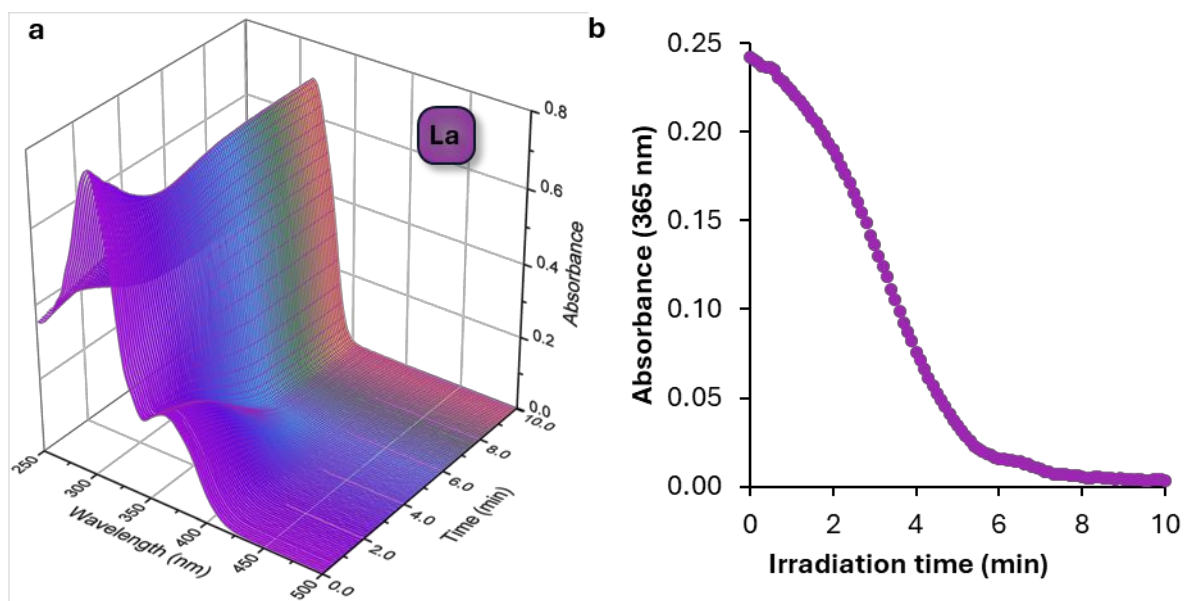 a
La
0.8
0.6
0.4
0.2
0.0
Absorbance
10.0
8.0
6.0
4.0
2.0
0.0
Time (min)
250
300
350
400
450
500
Wavelength (nm)
b
0.25
0.20
0.15
0.10
0.05
0.00
Absorbance (365 nm)
0 2 4 6 8 10
Irradiation time (min)